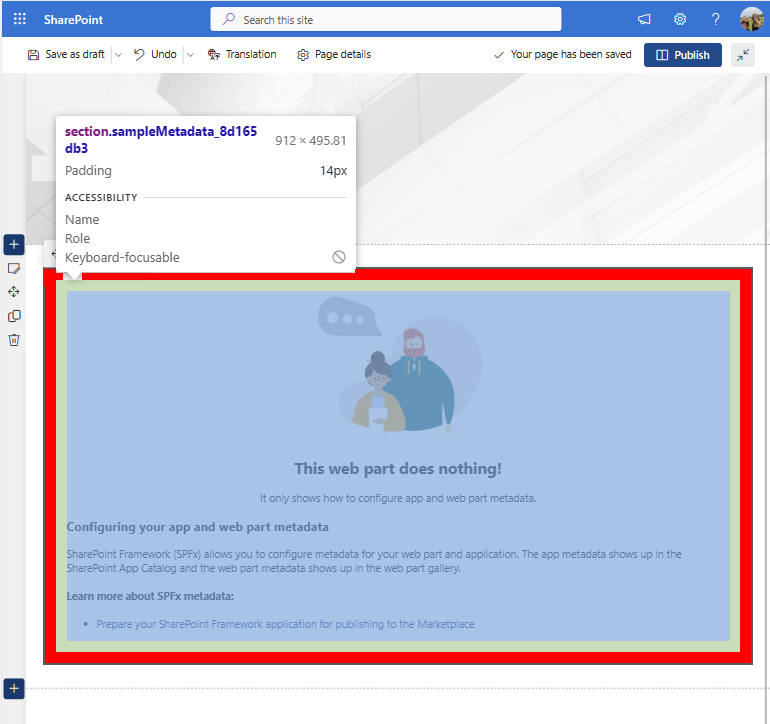 SharePoint
Search this site
?
Save as draft
Undo
Translation
Page details
Your page has been saved
Publish
section.sampleMetadata_8d165
db3
912 × 495.81
Padding
14px
ACCESSIBILITY
Name
Role
Keyboard-focusable
This web part does nothing!
It only shows how to configure app and web part metadata.
Configuring your app and web part metadata
SharePoint Framework (SPFx) allows you to configure metadata for your web part and application. The app metadata shows up in the
SharePoint App Catalog and the web part metadata shows up in the web part gallery.
Learn more about SPFx metadata:
• Prepare your SharePoint Framework application for publishing to the Marketplace